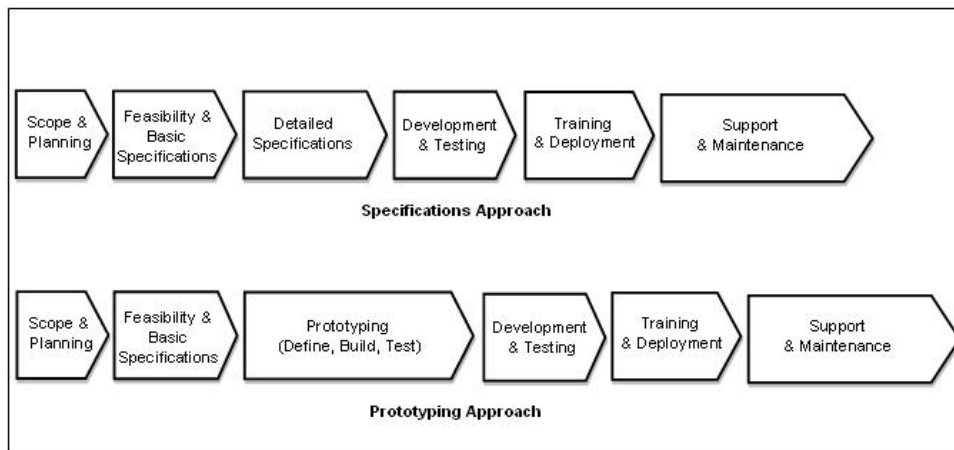 Scope &
Planning
Feasibility &
Basic
Specifications
Detailed
Specifications
Development
& Testing
Training
& Deployment
Support
& Maintenance
Specifications Approach
Scope &
Planning
Feasibility &
Basic
Specifications
Prototyping
(Define, Build, Test)
Development
& Testing
Training
& Deployment
Support
& Maintenance
Prototyping Approach